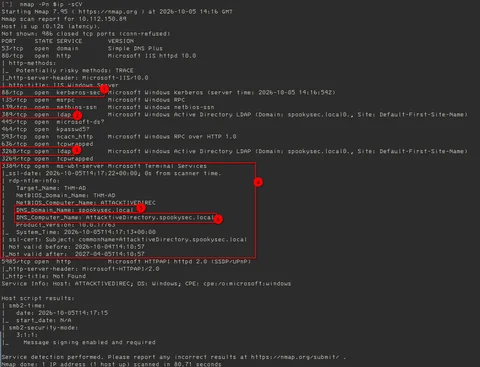 [~] nmap -Pn $ip -sCV
Starting Nmap 7.95 ( https://nmap.org ) at 2026-10-05 14:16 GMT
Nmap scan report for 10.112.150.89
Host is up (0.12s latency).
Not shown: 986 closed tcp ports (conn-refused)
PORT STATE SERVICE VERSION
53/tcp open domain Simple DNS Plus
80/tcp open http Microsoft IIS httpd 10.0
| http-methods:
|_ Potentially risky methods: TRACE
|_http-server-header: Microsoft-IIS/10.0
|_http-title: IIS Windows Server
88/tcp open kerberos-sec Microsoft Windows Kerberos (server time: 2026-10-05 14:16:54Z)
135/tcp open msrpc Microsoft Windows RPC
139/tcp open netbios-ssn Microsoft Windows netbios-ssn
389/tcp open ldap Microsoft Windows Active Directory LDAP (Domain: spookysec.local0., Site: Default-First-Site-Name)
445/tcp open microsoft-ds?
464/tcp open kpasswd5?
593/tcp open ncacn_http Microsoft Windows RPC over HTTP 1.0
636/tcp open tcpwrapped
3268/tcp open ldap Microsoft Windows Active Directory LDAP (Domain: spookysec.local0., Site: Default-First-Site-Name)
3269/tcp open tcpwrapped
3389/tcp open ms-wbt-server Microsoft Terminal Services
|_ssl-date: 2026-10-05T14:17:22+00:00; 0s from scanner time.
| rdp-ntlm-info:
| Target_Name: THM-AD
| NetBIOS_Domain_Name: THM-AD
| NetBIOS_Computer_Name: ATTACKTIVEDIREC
| DNS_Domain_Name: spookysec.local
| DNS_Computer_Name: AttacktiveDirectory.spookysec.local
| Product_Version: 10.0.17763
|_ System_Time: 2026-10-05T14:17:13+00:00
| ssl-cert: Subject: commonName=AttacktiveDirectory.spookysec.local
| Not valid before: 2026-10-04T14:10:57
|_Not valid after: 2027-04-05T14:10:57
5985/tcp open http Microsoft HTTPAPI httpd 2.0 (SSDP/UPnP)
|_http-server-header: Microsoft-HTTPAPI/2.0
|_http-title: Not Found
Service Info: Host: ATTACKTIVEDIREC; OS: Windows; CPE: cpe:/o:microsoft:windows
Host script results:
| smb2-time:
| date: 2026-10-05T14:17:15
|_ start_date: N/A
| smb2-security-mode:
| 3:1:1:
|_ Message signing enabled and required
Service detection performed. Please report any incorrect results at https://nmap.org/submit/ .
Nmap done: 1 IP address (1 host up) scanned in 80.71 seconds